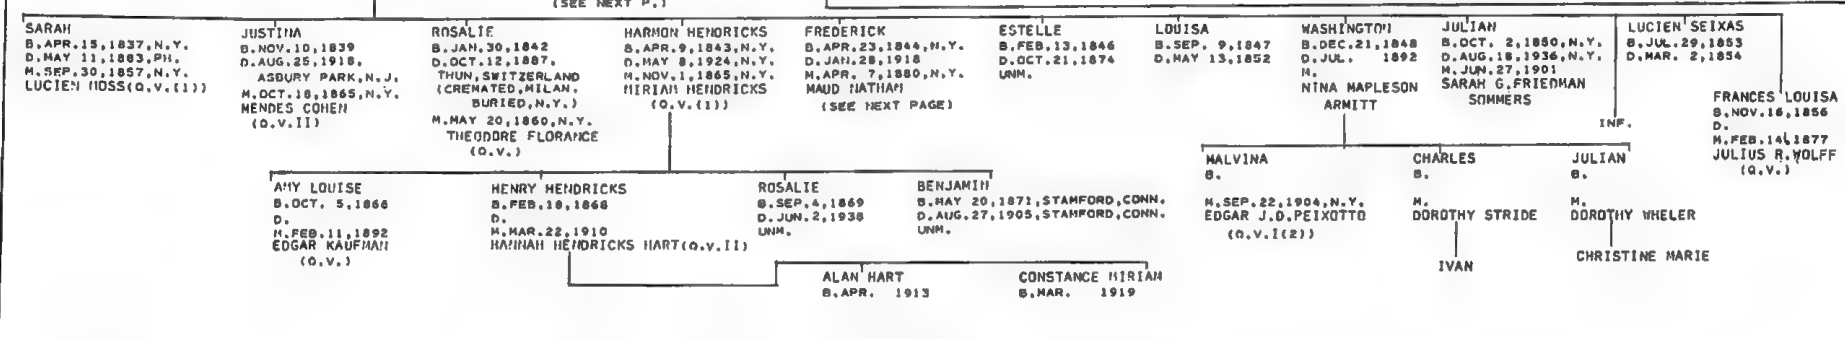 (SEE NEXT P.)
SARAH
B.APR.15,1837,N.Y.
D.MAY 11,1883,PH.
M.SEP.30,1857,N.Y.
LUCIEN MOSS(Q.V.(1))
JUSTINA
B.NOV.10,1839
D.AUG.25,1918,
ASBURY PARK,N.J.
M.OCT.18,1865,N.Y.
MENDES COHEN
(Q.V.II)
ROSALIE
B.JAN.30,1842
D.OCT.12,1887,
THUN,SWITZERLAND
(CREMATED,MILAN.
BURIED,N.Y.)
M.MAY 20,1860,N.Y.
THEODORE FLORANCE
(Q.V.)
HARMON HENDRICKS
B.APR.9,1843,N.Y.
D.MAY 8,1924,N.Y.
M.NOV.1,1865,N.Y.
MIRIAM HENDRICKS
(Q.V.(1))
FREDERICK
B.APR.23,1844,N.Y.
D.JAN.28,1918
M.APR. 7,1880,N.Y.
MAUD NATHAN
(SEE NEXT PAGE)
ESTELLE
B.FEB.13,1846
D.OCT.21,1874
UNM.
LOUISA
B.SEP. 9,1847
D.MAY 13,1852
WASHINGTON
B.DEC.21,1848
D.JUL. 1892
M.
NINA MAPLESON
ARMITT
JULIAN
B.OCT. 2,1850,N.Y.
D.AUG.18,1936,N.Y.
M.JUN.27,1901
SARAH G.FRIEDMAN
SOMMERS
INF.
LUCIEN SEIXAS
B.JUL.29,1853
D.MAR. 2,1854
FRANCES LOUISA
B.NOV.16,1856
D.
M.FEB.14,1877
JULIUS R.WOLFF
(Q.V.)
AMY LOUISE
B.OCT. 5,1866
D.
M.FEB.11,1892
EDGAR KAUFMAN
(Q.V.)
HENRY HENDRICKS
B.FEB.18,1868
D.
M.MAR.22,1910
HANNAH HENDRICKS HART(Q.V.II)
ROSALIE
B.SEP.4,1869
D.JUN.2,1938
UNM.
BENJAMIN
B.MAY 20,1871,STAMFORD,CONN.
D.AUG.27,1905,STAMFORD,CONN.
UNM.
MALVINA
B.
M.SEP.22,1904,N.Y.
EDGAR J.D.PEIXOTTO
(Q.V.I(2))
CHARLES
B.
M.
DOROTHY STRIDE
IVAN
JULIAN
B.
M.
DOROTHY WHELER
CHRISTINE MARIE
ALAN HART
B.APR. 1913
CONSTANCE MIRIAM
B.MAR. 1919